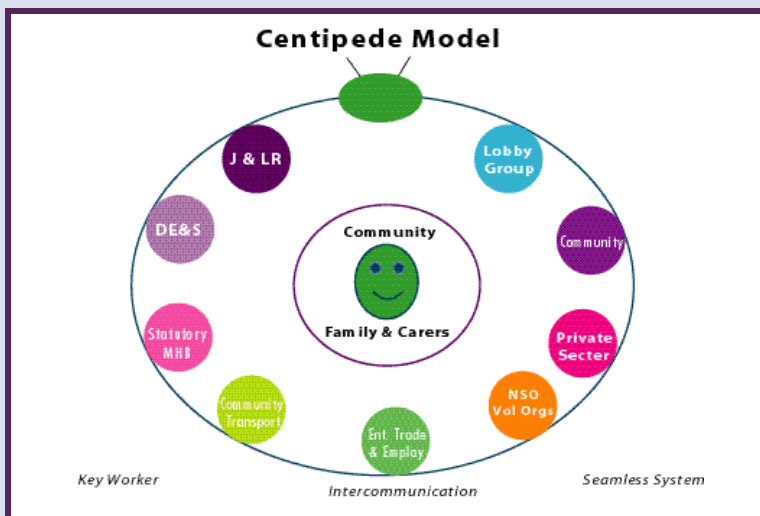 Centipede Model
J & LR
Lobby
Group
DE&S
Community
Community
Family & Carers
Statutory
MHB
Private
Secter
Community
Transport
NSO
Vol Orgs
Ent. Trade
& Employ
Key Worker
Intercommunication
Seamless System